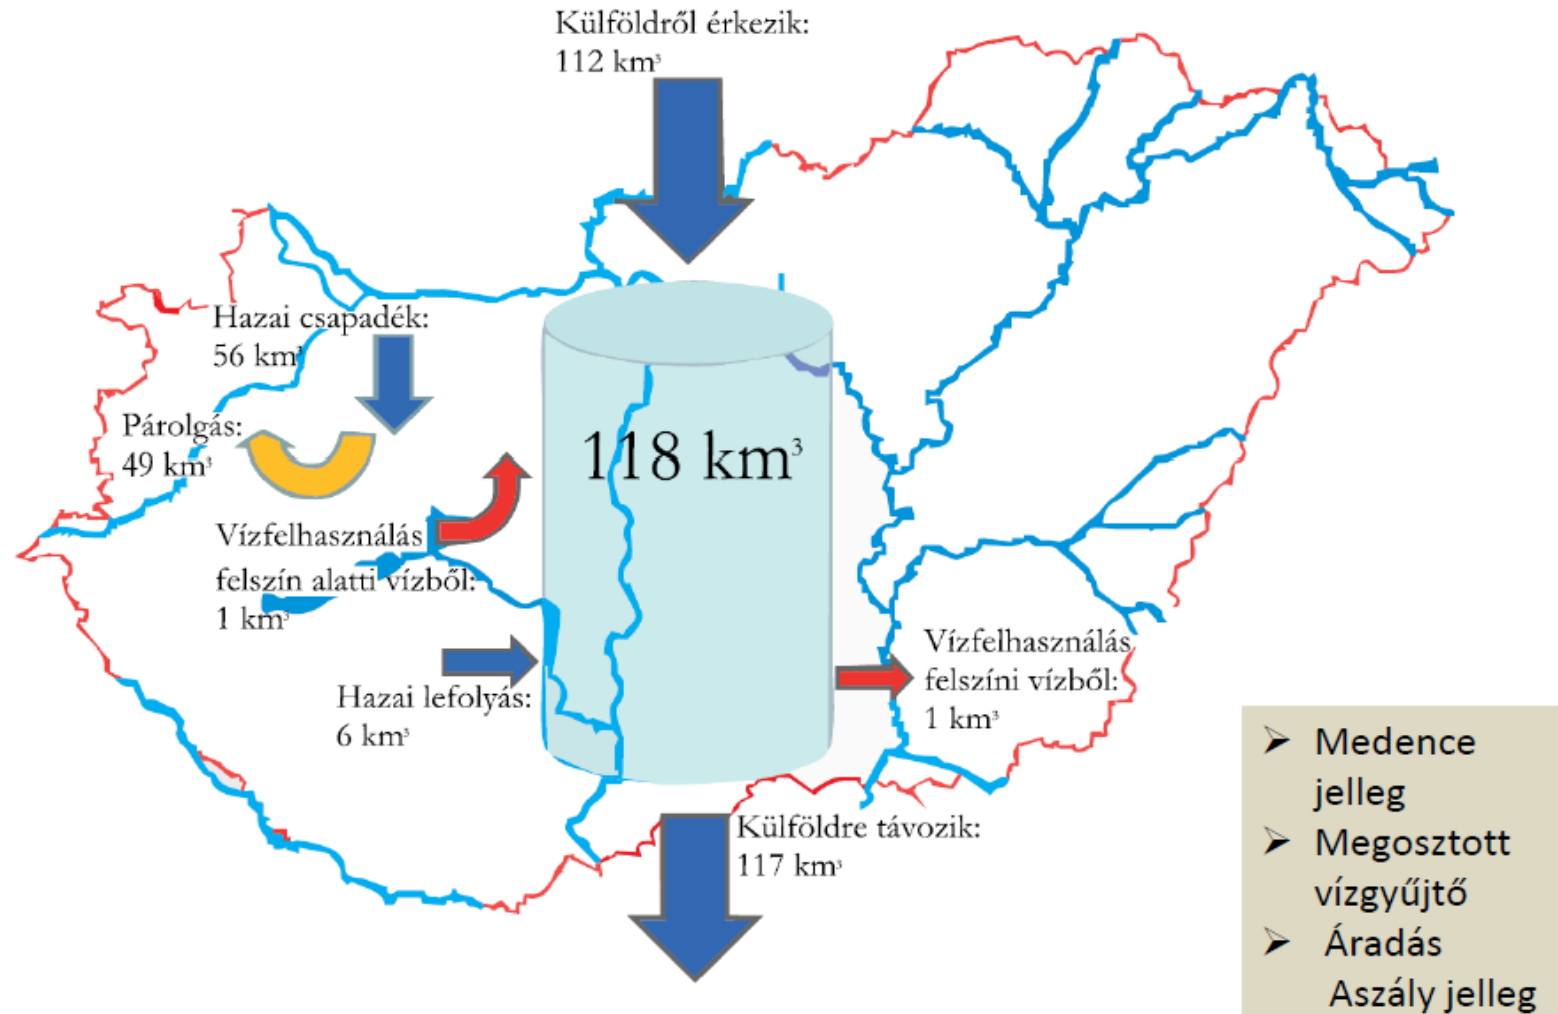 Külföldről érkezik:
112 km³
Hazai csapadék:
56 km³
Párolgás:
49 km³
118 km³
Vízfelhasználás
felszín alatti vízből:
1 km³
Hazai lefolyás:
6 km³
Vízfelhasználás
felszíni vízből:
1 km³
Külföldre távozik:
117 km³
➢ Medence
jelleg
➢ Megosztott
vízgyűjtő
➢ Áradás
Aszály jelleg